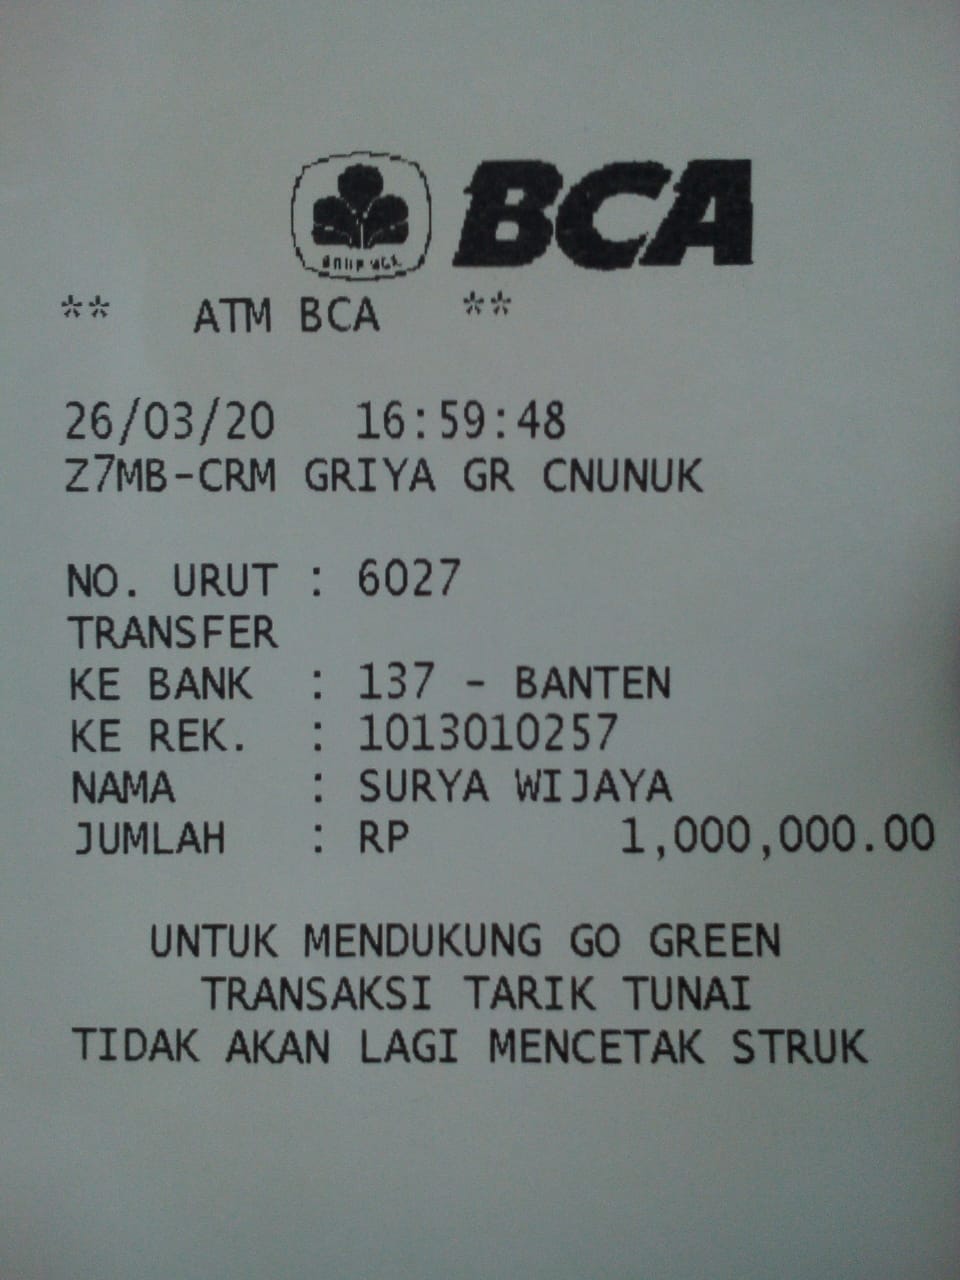 BCA
** ATM BCA **
26/03/20 16:59:48
Z7MB-CRM GRIYA GR CNUNUK
NO. URUT : 6027
TRANSFER
KE BANK : 137 - BANTEN
KE REK. : 1013010257
NAMA : SURYA WIJAYA
JUMLAH : RP 1,000,000.00
UNTUK MENDUKUNG GO GREEN
TRANSAKSI TARIK TUNAI
TIDAK AKAN LAGI MENCETAK STRUK